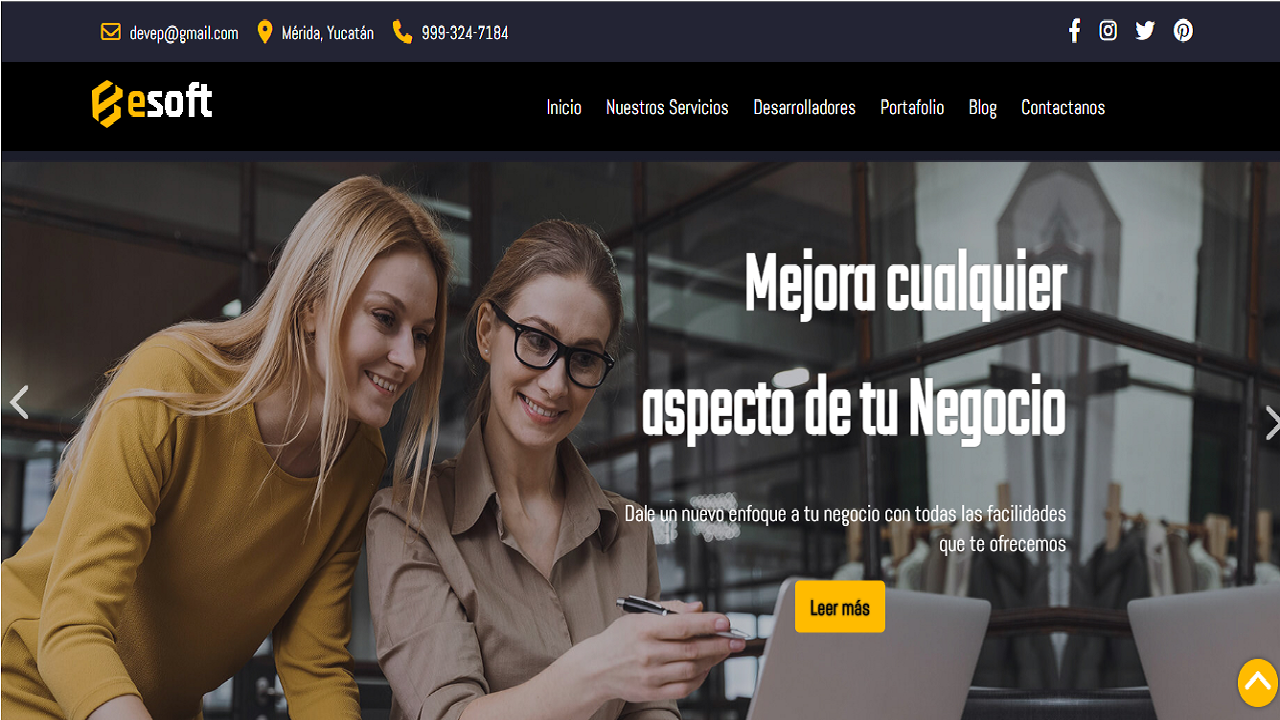 devep@gmail.com Mérida, Yucatán 999-324-7184
esoft
Inicio Nuestros Servicios Desarrolladores Portafolio Blog Contactanos
Mejora cualquier
aspecto de tu Negocio
Dale un nuevo enfoque a tu negocio con todas las facilidades
que te ofrecemos
Leer más